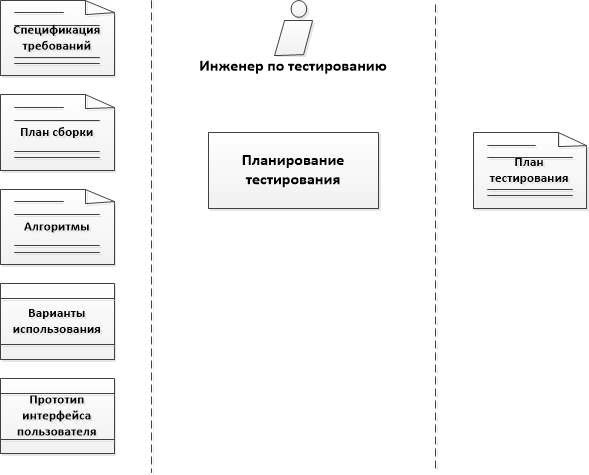 Спецификация
требований
План сборки
Алгоритмы
Варианты
использования
Прототип
интерфейса
пользователя
Инженер по тестированию
Планирование
тестирования
План
тестирования